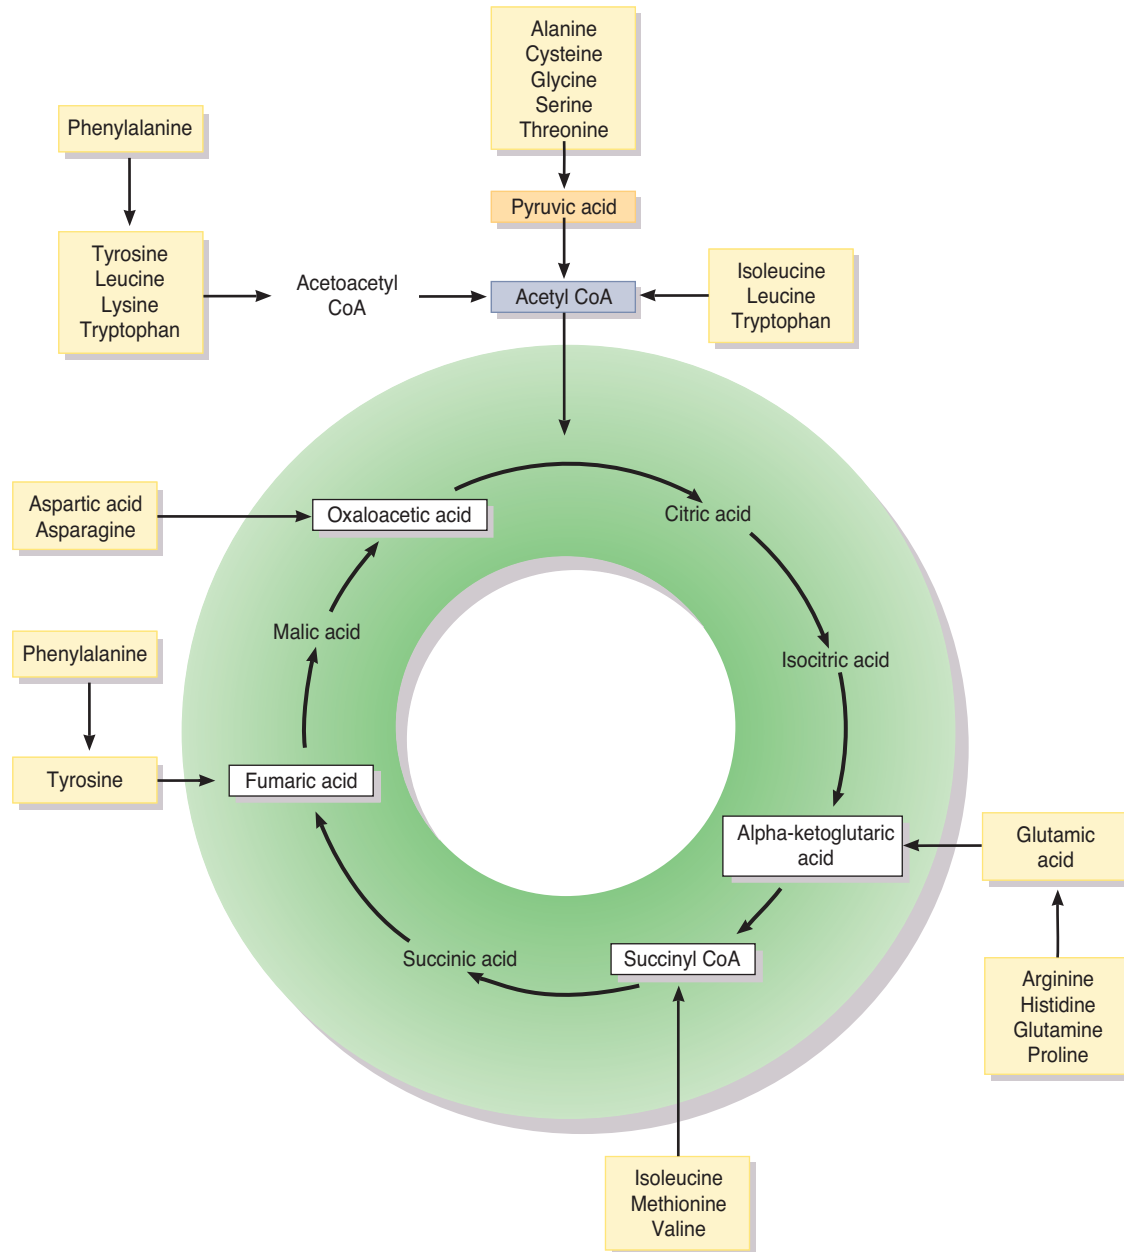 Alanine
Cysteine
Glycine
Serine
Threonine
Phenylalanine
Pyruvic acid
Tyrosine
Leucine
Lysine
Tryptophan
Acetoacetyl
CoA
Acetyl CoA
Isoleucine
Leucine
Tryptophan
Aspartic acid
Asparagine
Oxaloacetic acid
Citric acid
Malic acid
Phenylalanine
Isocitric acid
Tyrosine
Fumaric acid
Alpha-ketoglutaric
acid
Glutamic
acid
Succinic acid
Succinyl CoA
Arginine
Histidine
Glutamine
Proline
Isoleucine
Methionine
Valine